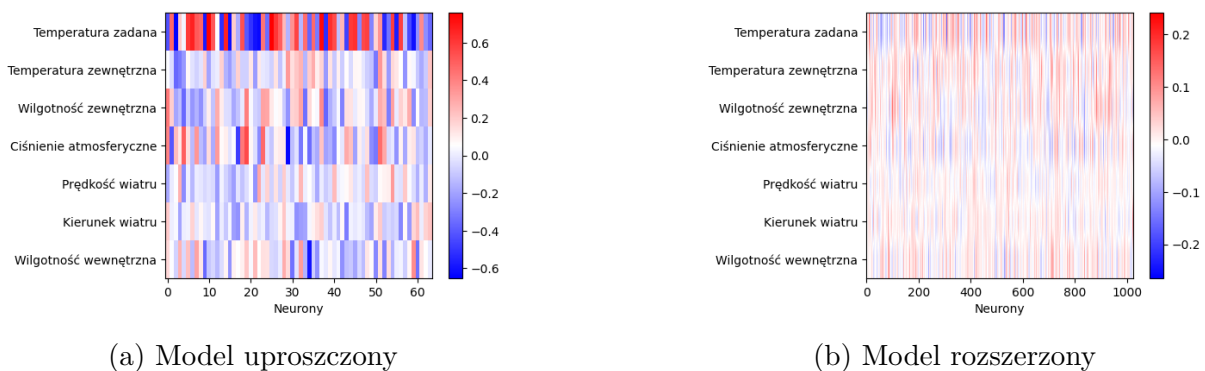 Temperatura zadana
Temperatura zewnętrzna
Wilgotność zewnętrzna
Ciśnienie atmosferyczne
Prędkość wiatru
Kierunek wiatru
Wilgotność wewnętrzna
0 10 20 30 40 50 60
Neurony
0.6
0.4
0.2
0.0
−0.2
−0.4
−0.6
(a) Model uproszczony
Temperatura zadana
Temperatura zewnętrzna
Wilgotność zewnętrzna
Ciśnienie atmosferyczne
Prędkość wiatru
Kierunek wiatru
Wilgotność wewnętrzna
0 200 400 600 800 1000
Neurony
0.2
0.1
0.0
−0.1
−0.2
(b) Model rozszerzony